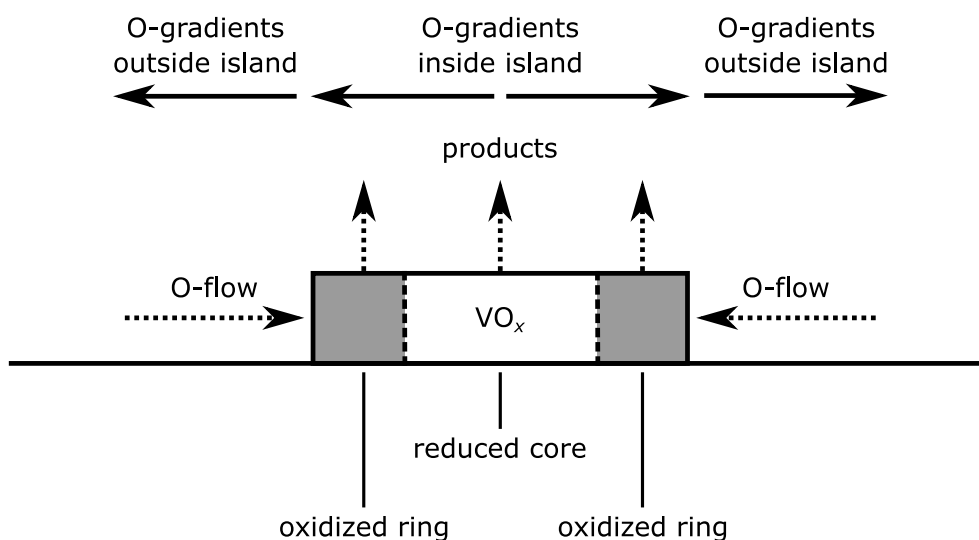 O-gradients
outside island
O-gradients
inside island
O-gradients
outside island
products
O-flow
VOx
O-flow
reduced core
oxidized ring
oxidized ring